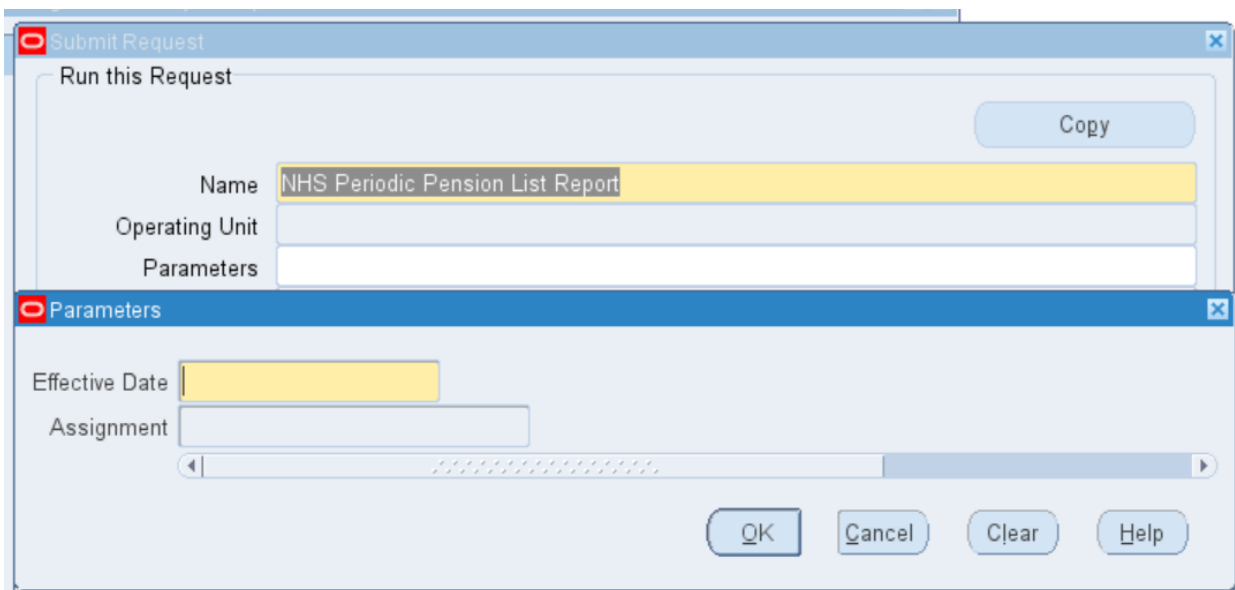 Submit Request
Run this Request
Copy
Name NHS Periodic Pension List Report
Operating Unit
Parameters
Parameters
Effective Date
Assignment
OK Cancel Clear Help